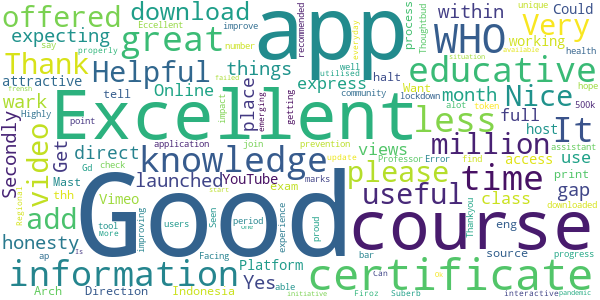 offered
download
app
WHO
Very
Eccellent
improve
unique
Could
number
recommended
process
Thoughtbud
everyday
within
working
health
expecting
great
say
properly
Thank
Helpful
things
express
halt
educative
attractive
tell
Online
place
impact
emerging
getting
community
well
utilised
lockdown
Want
alot
available
situation
failed
token
month
Nice
hope
500k
french
Highly
wark
point
application
join
prevention
Secondly
video
Get
direct
Excellent
less
It
full
host
assistant
update
Gd
check
knowledge
million
views
Professor
Error
find
access
use
downloaded
launched
YouTube
marks
please
useful
time
gap
print
Mast
thh
Vimeo
exam
start
class
add
Regional
improving
tool
More
users
Seen
period
user
Good
course
proud
experience
eng
source
honesty
ap
Is
Facing
Platform
bar
Thankyou
able
Can
Ok
progress
information
Yes
certificate
interactive
pandemic
Arch
Direction
Indonesia
initiative
Firoz
Suberb